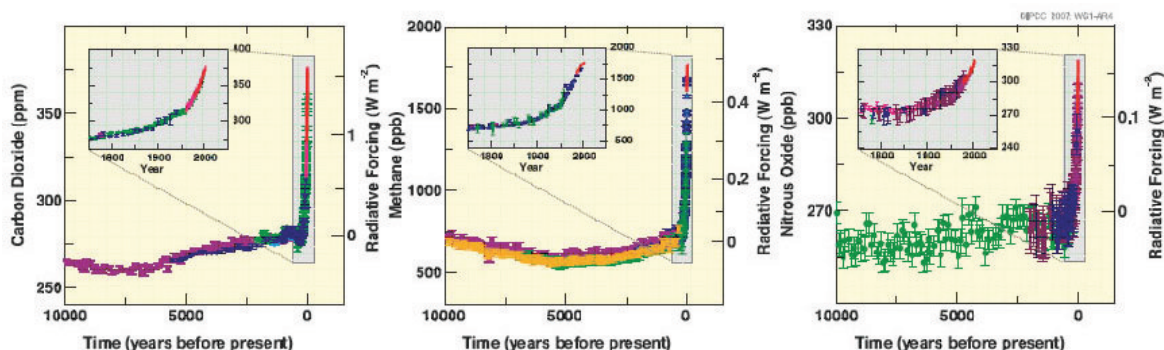 ©IPCC 2007: WG1-AR4
Carbon Dioxide (ppm)
350
300
250
400
350
300
1800 1900 2000
Year
1
0
Radiative Forcing (W m-2)
10000 5000 0
Time (years before present)
Methane (ppb)
2000
1500
1000
500
2000
1500
1000
500
1800 1900 2000
Year
0.4
0.2
0
Radiative Forcing (W m-2)
10000 5000 0
Time (years before present)
Nitrous Oxide (ppb)
330
300
270
300
330
300
270
240
1800 1900 2000
Year
0.1
0
Radiative Forcing (W m-2)
10000 5000 0
Time (years before present)